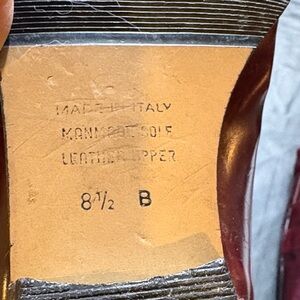 MADE IN ITALY
MANMADE SOLE
LEATHER UPPER
8 1/2 B